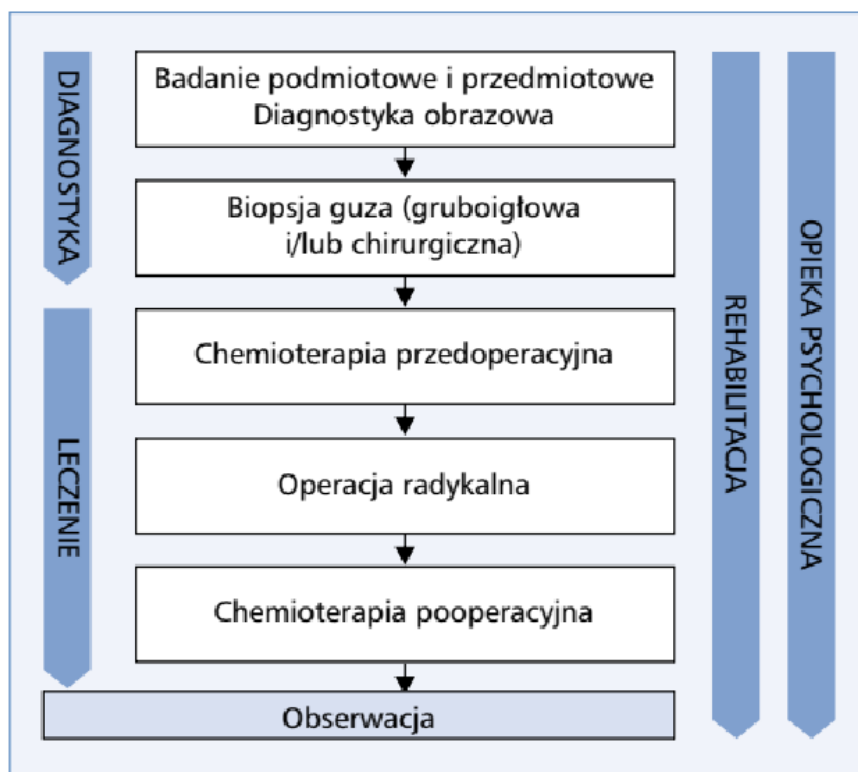 DIAGNOSTYKA
Badanie podmiotowe i przedmiotowe
Diagnostyka obrazowa
Biopsja guza (gruboigłowa
i/lub chirurgiczna)
LECZENIE
Chemioterapia przedoperacyjna
Operacja radykalna
Chemioterapia pooperacyjna
Obserwacja
REHABILITACJA
OPIEKA PSYCHOLOGICZNA